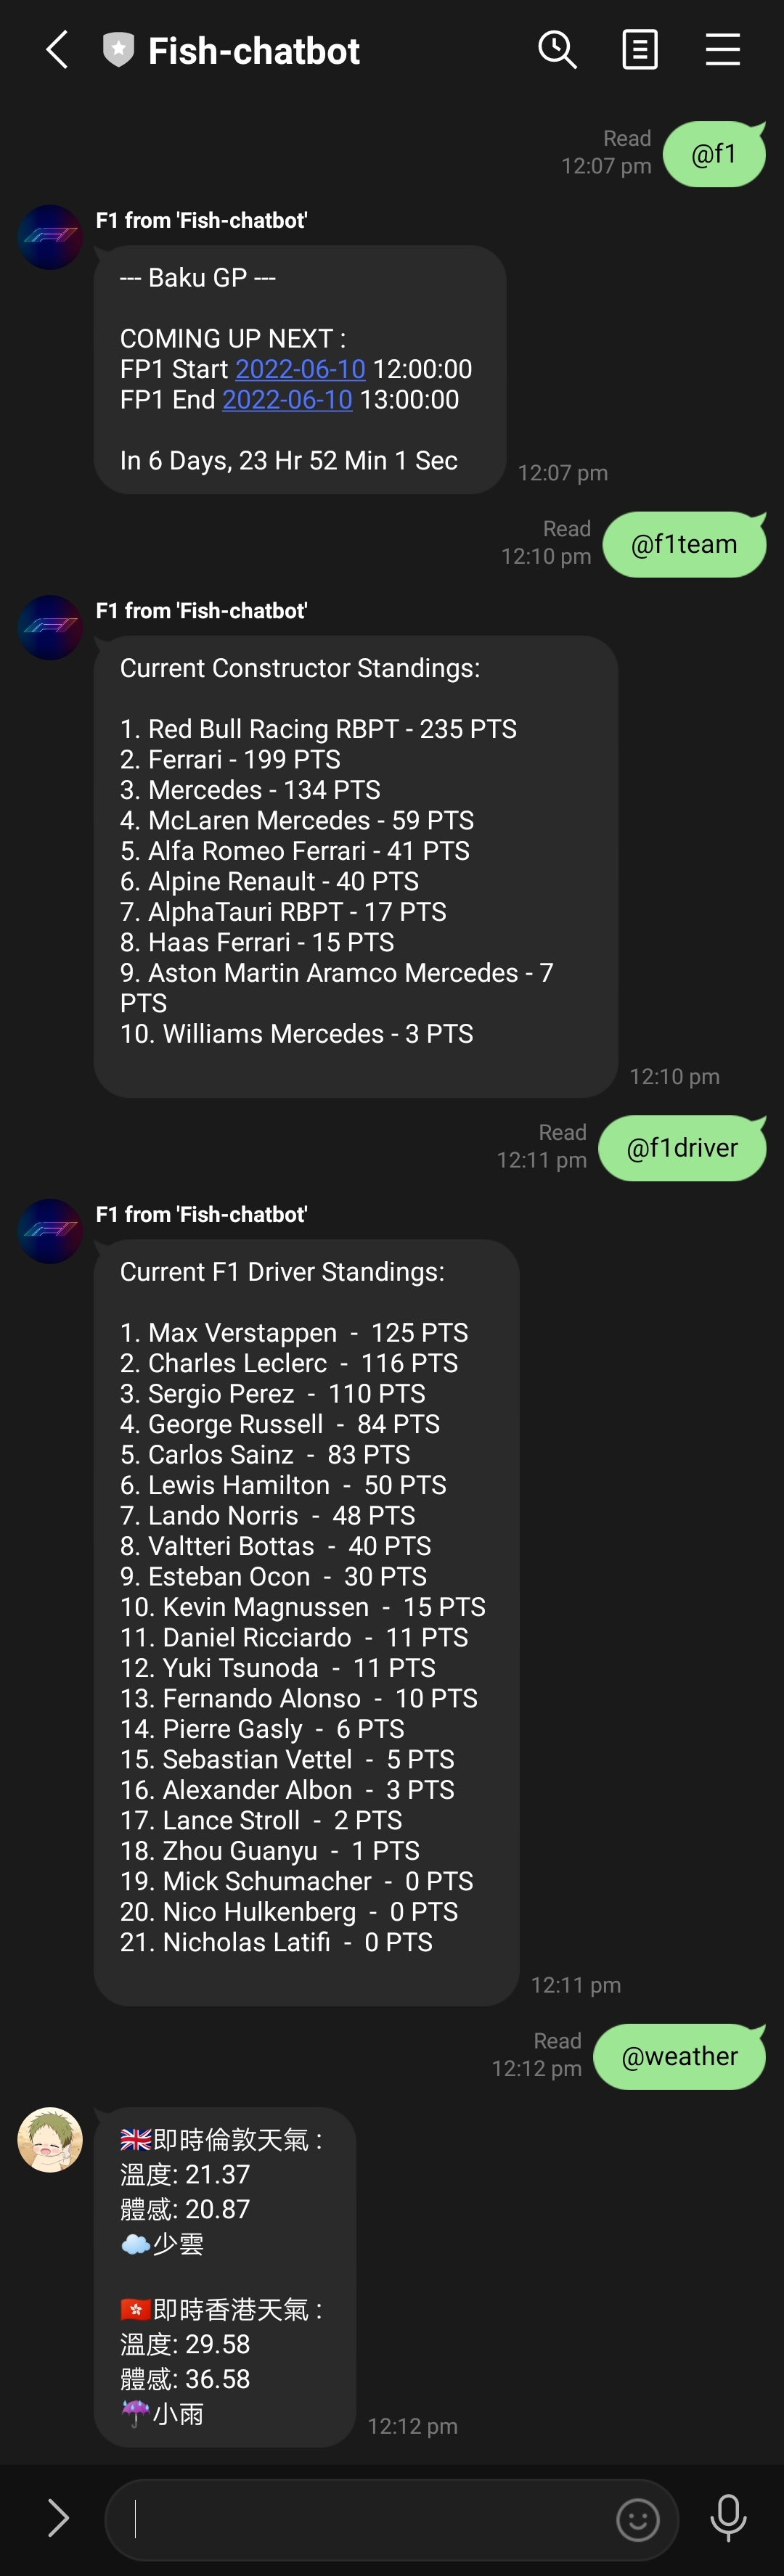 Fish-chatbot
Read
12:07 pm
@f1
F1 from 'Fish-chatbot'
--- Baku GP ---
COMING UP NEXT :
FP1 Start 2022-06-10 12:00:00
FP1 End 2022-06-10 13:00:00
In 6 Days, 23 Hr 52 Min 1 Sec
12:07 pm
Read
12:10 pm
@f1team
F1 from 'Fish-chatbot'
Current Constructor Standings:
1. Red Bull Racing RBPT - 235 PTS
2. Ferrari - 199 PTS
3. Mercedes - 134 PTS
4. McLaren Mercedes - 59 PTS
5. Alfa Romeo Ferrari - 41 PTS
6. Alpine Renault - 40 PTS
7. AlphaTauri RBPT - 17 PTS
8. Haas Ferrari - 15 PTS
9. Aston Martin Aramco Mercedes - 7
PTS
10. Williams Mercedes - 3 PTS
12:10 pm
Read
12:11 pm
@f1driver
F1 from 'Fish-chatbot'
Current F1 Driver Standings:
1. Max Verstappen - 125 PTS
2. Charles Leclerc - 116 PTS
3. Sergio Perez - 110 PTS
4. George Russell - 84 PTS
5. Carlos Sainz - 83 PTS
6. Lewis Hamilton - 50 PTS
7. Lando Norris - 48 PTS
8. Valtteri Bottas - 40 PTS
9. Esteban Ocon - 30 PTS
10. Kevin Magnussen - 15 PTS
11. Daniel Ricciardo - 11 PTS
12. Yuki Tsunoda - 11 PTS
13. Fernando Alonso - 10 PTS
14. Pierre Gasly - 6 PTS
15. Sebastian Vettel - 5 PTS
16. Alexander Albon - 3 PTS
17. Lance Stroll - 2 PTS
18. Zhou Guanyu - 1 PTS
19. Mick Schumacher - 0 PTS
20. Nico Hulkenberg - 0 PTS
21. Nicholas Latifi - 0 PTS
12:11 pm
Read
12:12 pm
@weather
🇬🇧即時倫敦天氣 :
溫度: 21.37
體感: 20.87
☁️少雲
🇭🇰即時香港天氣 :
溫度: 29.58
體感: 36.58
☔小雨
12:12 pm